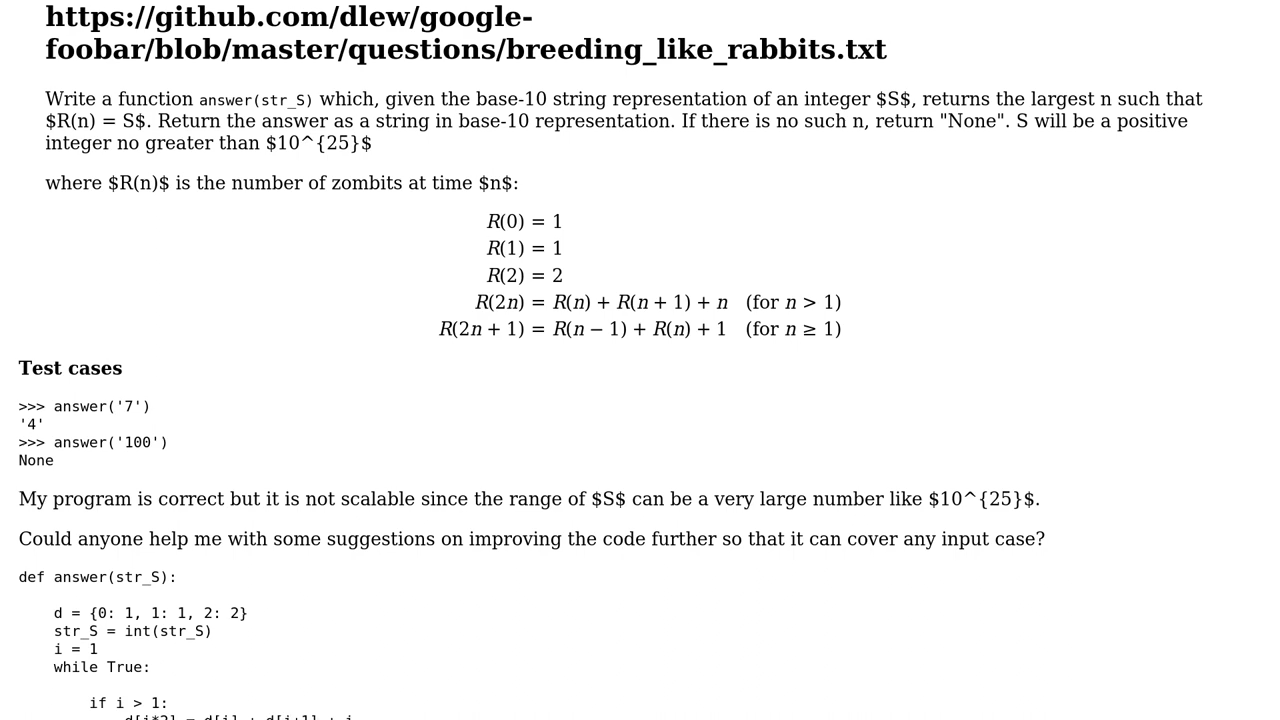 https://github.com/dlew/google-
foobar/blob/master/questions/breeding_like_rabbits.txt
Write a function answer(str_S) which, given the base-10 string representation of an integer $S$, returns the largest n such that
$R(n) = S$. Return the answer as a string in base-10 representation. If there is no such n, return "None". S will be a positive
integer no greater than $10^{25}$
where $R(n)$ is the number of zombits at time $n$:
R(0) = 1
R(1) = 1
R(2) = 2
R(2n) = R(n) + R(n + 1) + n (for n > 1)
R(2n + 1) = R(n − 1) + R(n) + 1 (for n ≥ 1)
Test cases
>>> answer('7')
'4'
>>> answer('100')
None
My program is correct but it is not scalable since the range of $S$ can be a very large number like $10^{25}$.
Could anyone help me with some suggestions on improving the code further so that it can cover any input case?
def answer(str_S):
    d = {0: 1, 1: 1, 2: 2}
    str_S = int(str_S)
    i = 1
    while True:
        if i > 1:
            d[i*2] = d[i] + d[i+1] + i